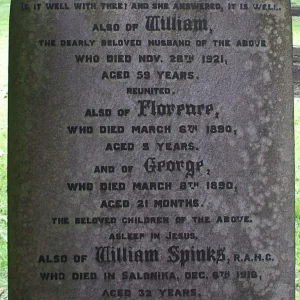 IS IT WELL WITH THEE? AND SHE ANSWERED, IT IS WELL.
ALSO OF William,
THE DEARLY BELOVED HUSBAND OF THE ABOVE
WHO DIED NOV. 28TH 1921,
AGED 59 YEARS.
REUNITED.
ALSO OF Florence,
WHO DIED MARCH 6TH 1890,
AGED 5 YEARS.
AND OF George,
WHO DIED MARCH 8TH 1890,
AGED 21 MONTHS.
THE BELOVED CHILDREN OF THE ABOVE.
ASLEEP IN JESUS.
ALSO OF William Spinks, R.A.H.C.
WHO DIED IN SALONIKA, DEC. 6TH 1916,
AGED 32 YEARS.